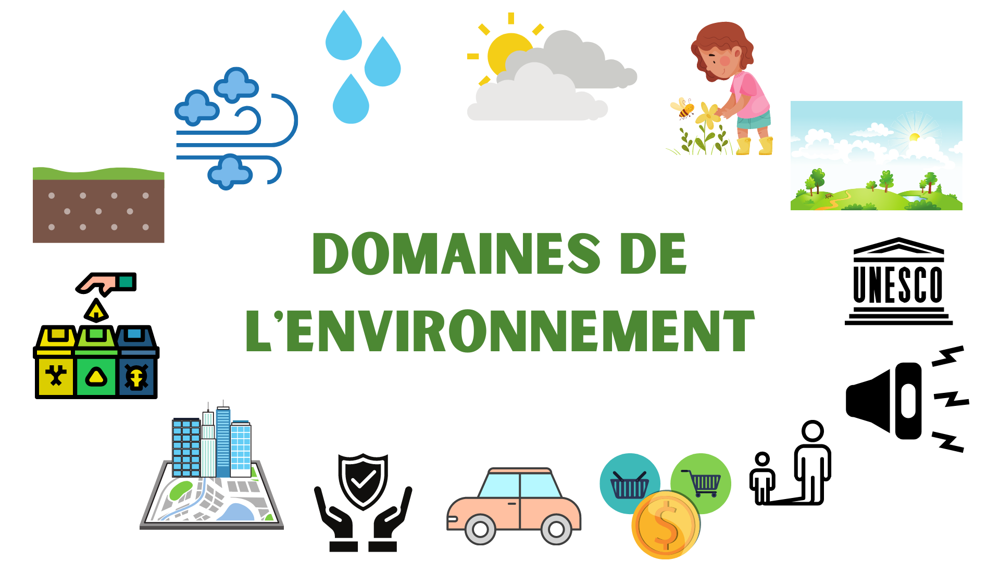 DOMAINES DE
L'ENVIRONNEMENT
UNESCO
$